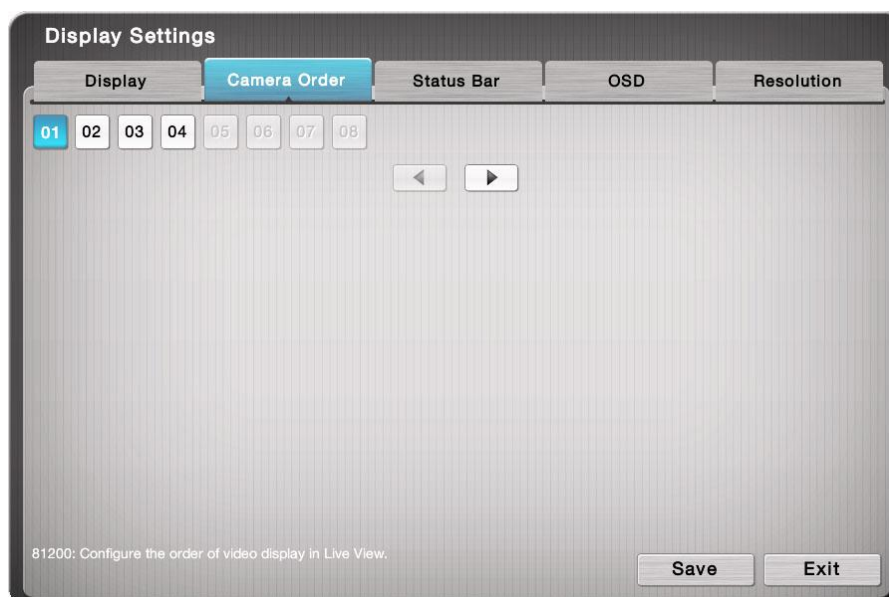 Display Settings
Display Camera Order Status Bar OSD Resolution
01 02 03 04 05 06 07 08
81200: Configure the order of video display in Live View.
Save Exit